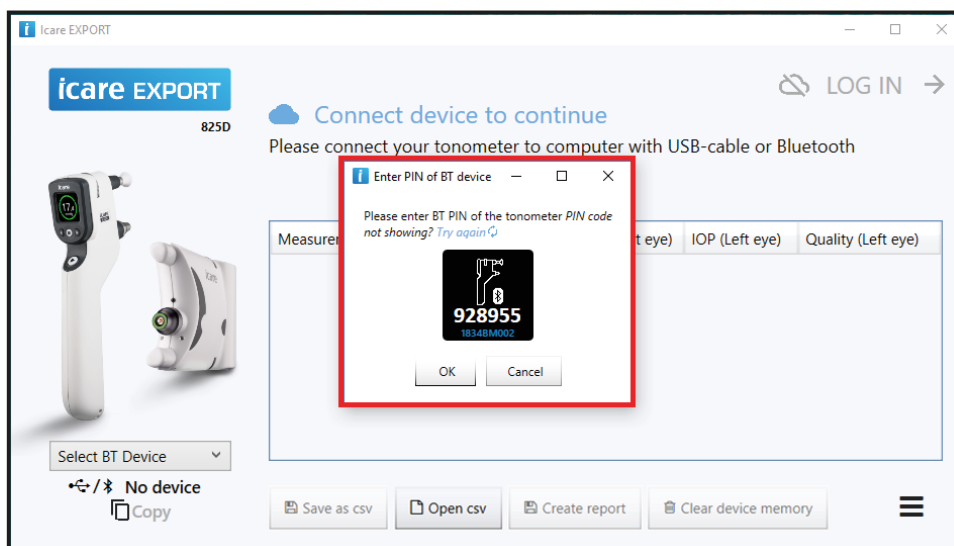 icare EXPORT
icare EXPORT
825D
LOG IN
Connect device to continue
Please connect your tonometer to computer with USB-cable or Bluetooth
Enter PIN of BT device
Please enter BT PIN of the tonometer PIN code
not showing? Try again
928955
1834BM002
OK Cancel
Measurem t eye) IOP (Left eye) Quality (Left eye)
Select BT Device
/ No device
Copy
Save as csv Open csv Create report Clear device memory